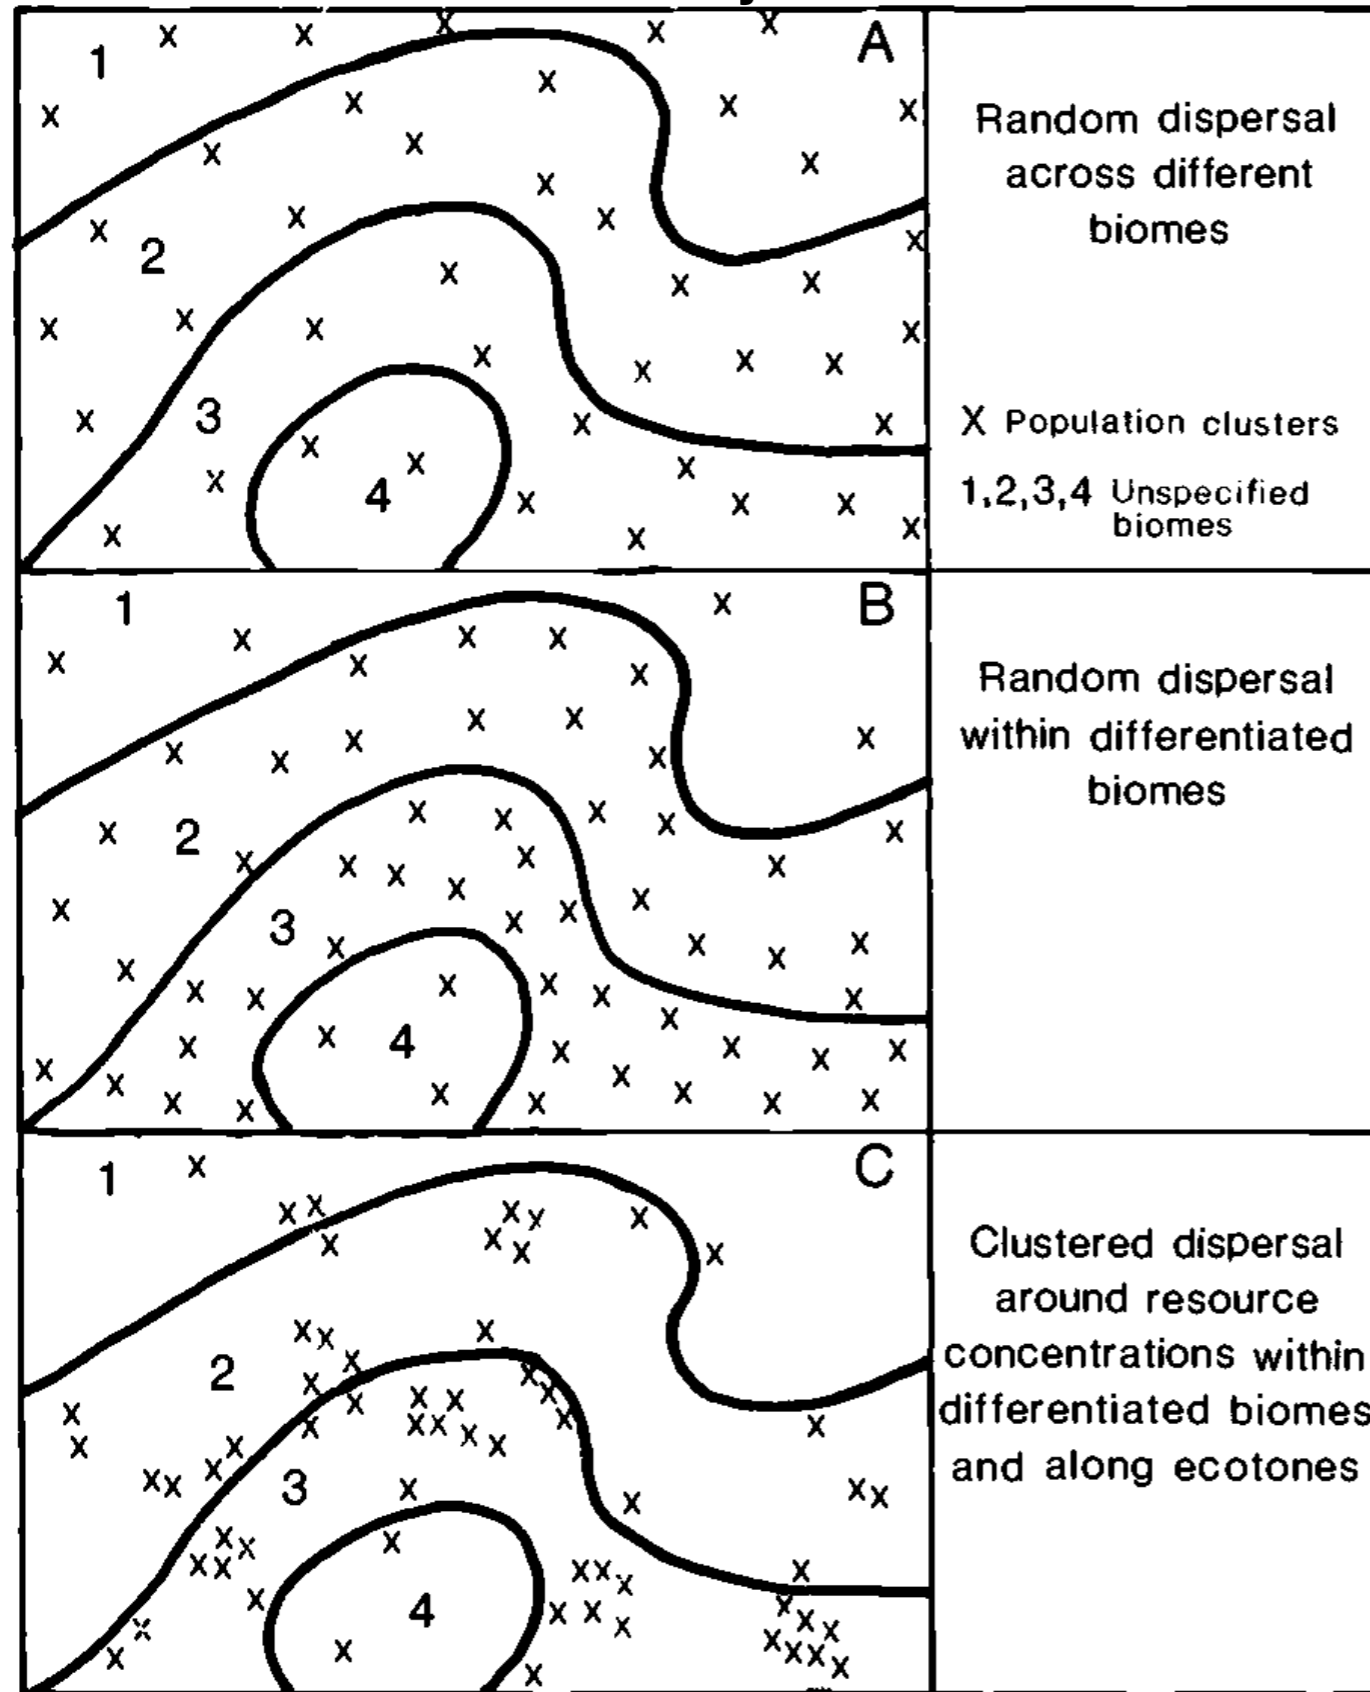 1
A
2
3
4
Random dispersal
across different
biomes
X Population clusters
1,2,3,4 Unspecified
biomes
1
B
2
3
4
Random dispersal
within differentiated
biomes
1
C
2
3
4
Clustered dispersal
around resource
concentrations within
differentiated biomes
and along ecotones